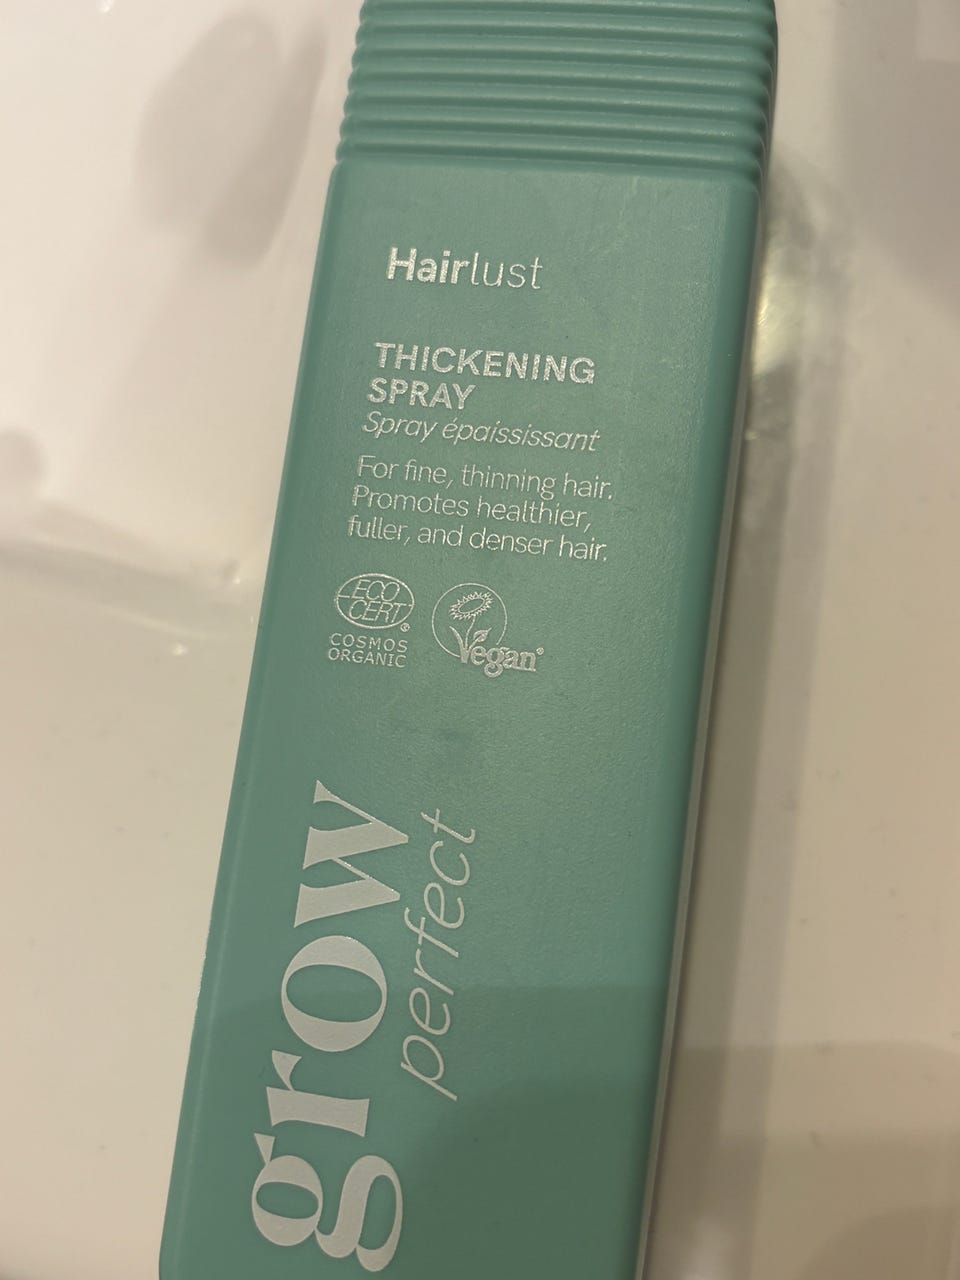 Hairlust
THICKENING
SPRAY
Spray épaississant
For fine, thinning hair.
Promotes healthier,
fuller, and denser hair.
ECO
CERT®
COSMOS
ORGANIC
Vegan®
grow
perfect